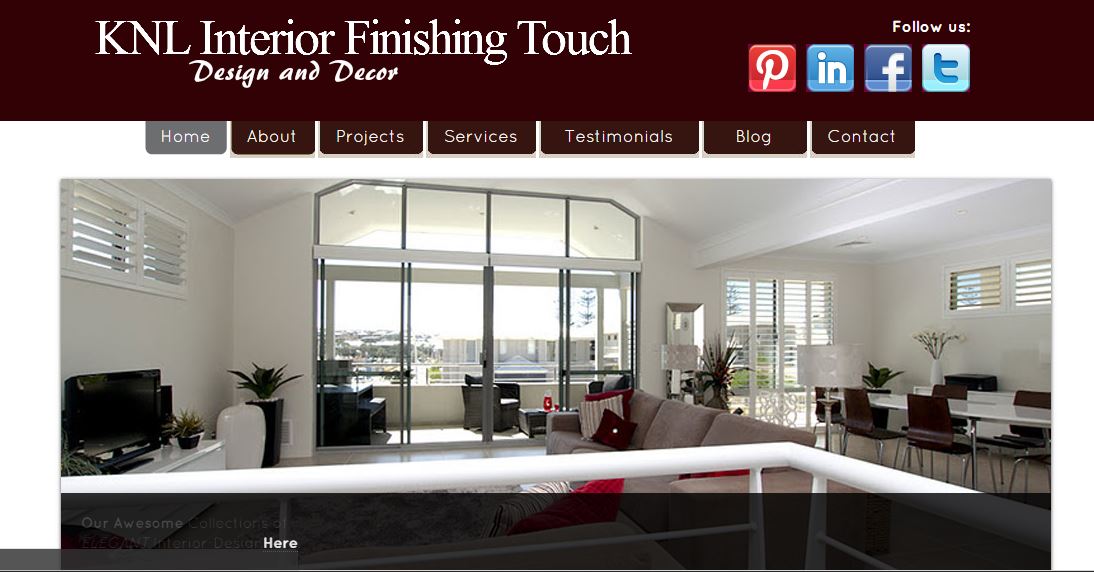 KNL Interior Finishing Touch
Design and Decor
Follow us:
Home About Projects Services Testimonials Blog Contact
Our Awesome Collections of
ELEGANT Interior Design Here